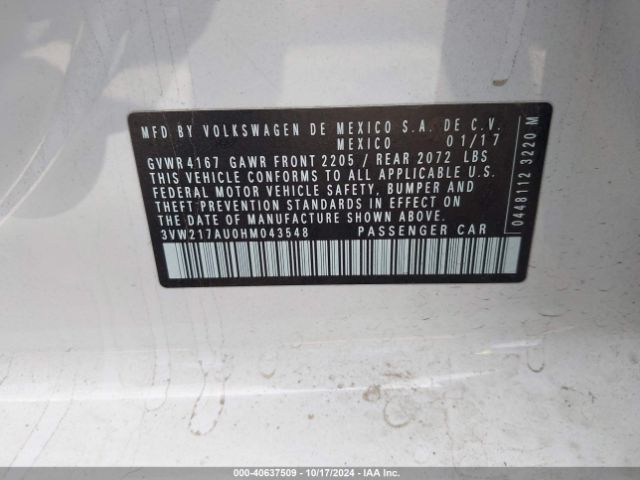 MFD. BY VOLKSWAGEN DE MEXICO S.A. DE C.V.
MEXICO 01/17
GVWR 4167 GAWR FRONT 2205 / REAR 2072 LBS
THIS VEHICLE CONFORMS TO ALL APPLICABLE U.S.
FEDERAL MOTOR VEHICLE SAFETY, BUMPER AND
THEFT PREVENTION STANDARDS IN EFFECT ON
THE DATE OF MANUFACTURE SHOWN ABOVE.
3VW217AU0HM043548 PASSENGER CAR
0448112 3220 M
000-40637509 - 10/17/2024 - IAA Inc.